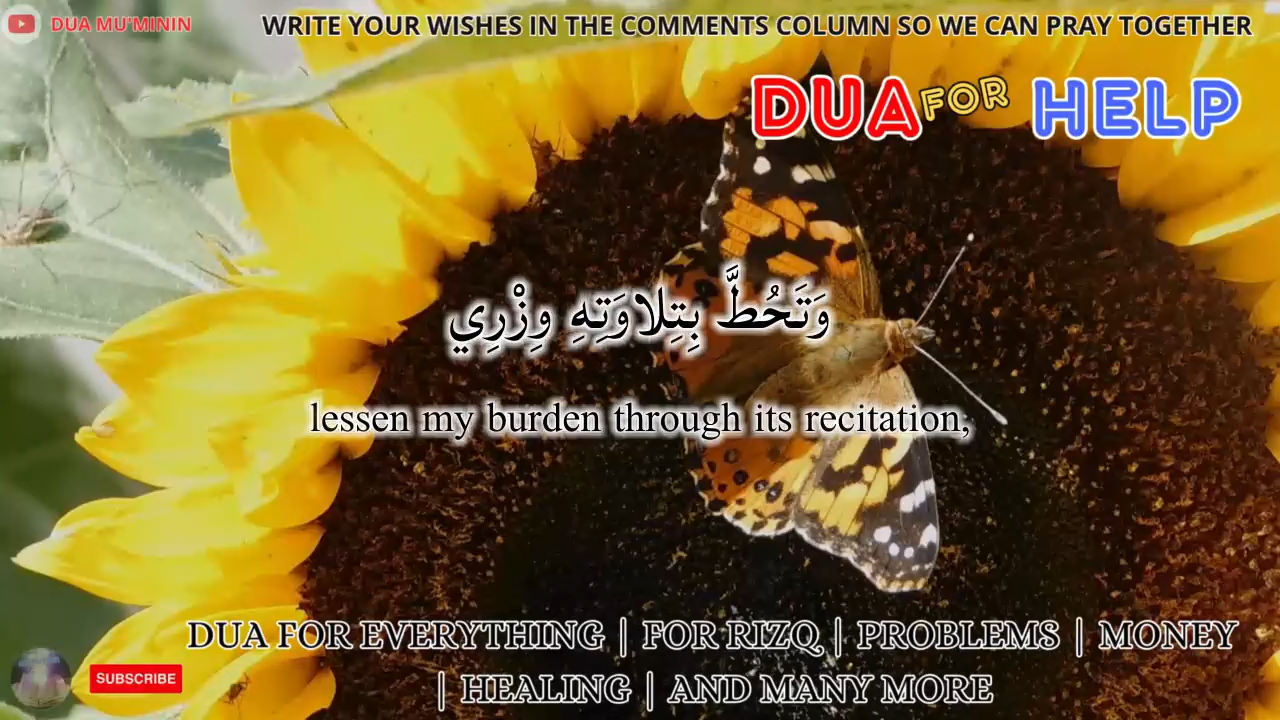 DUA MU'MININ
WRITE YOUR WISHES IN THE COMMENTS COLUMN SO WE CAN PRAY TOGETHER
DUA FOR HELP
وَتَحُطَّ بِتِلاوَتِهِ وِزْرِي
lessen my burden through its recitation,
DUA FOR EVERYTHING | FOR RIZQ | PROBLEMS | MONEY
| HEALING | AND MANY MORE
SUBSCRIBE